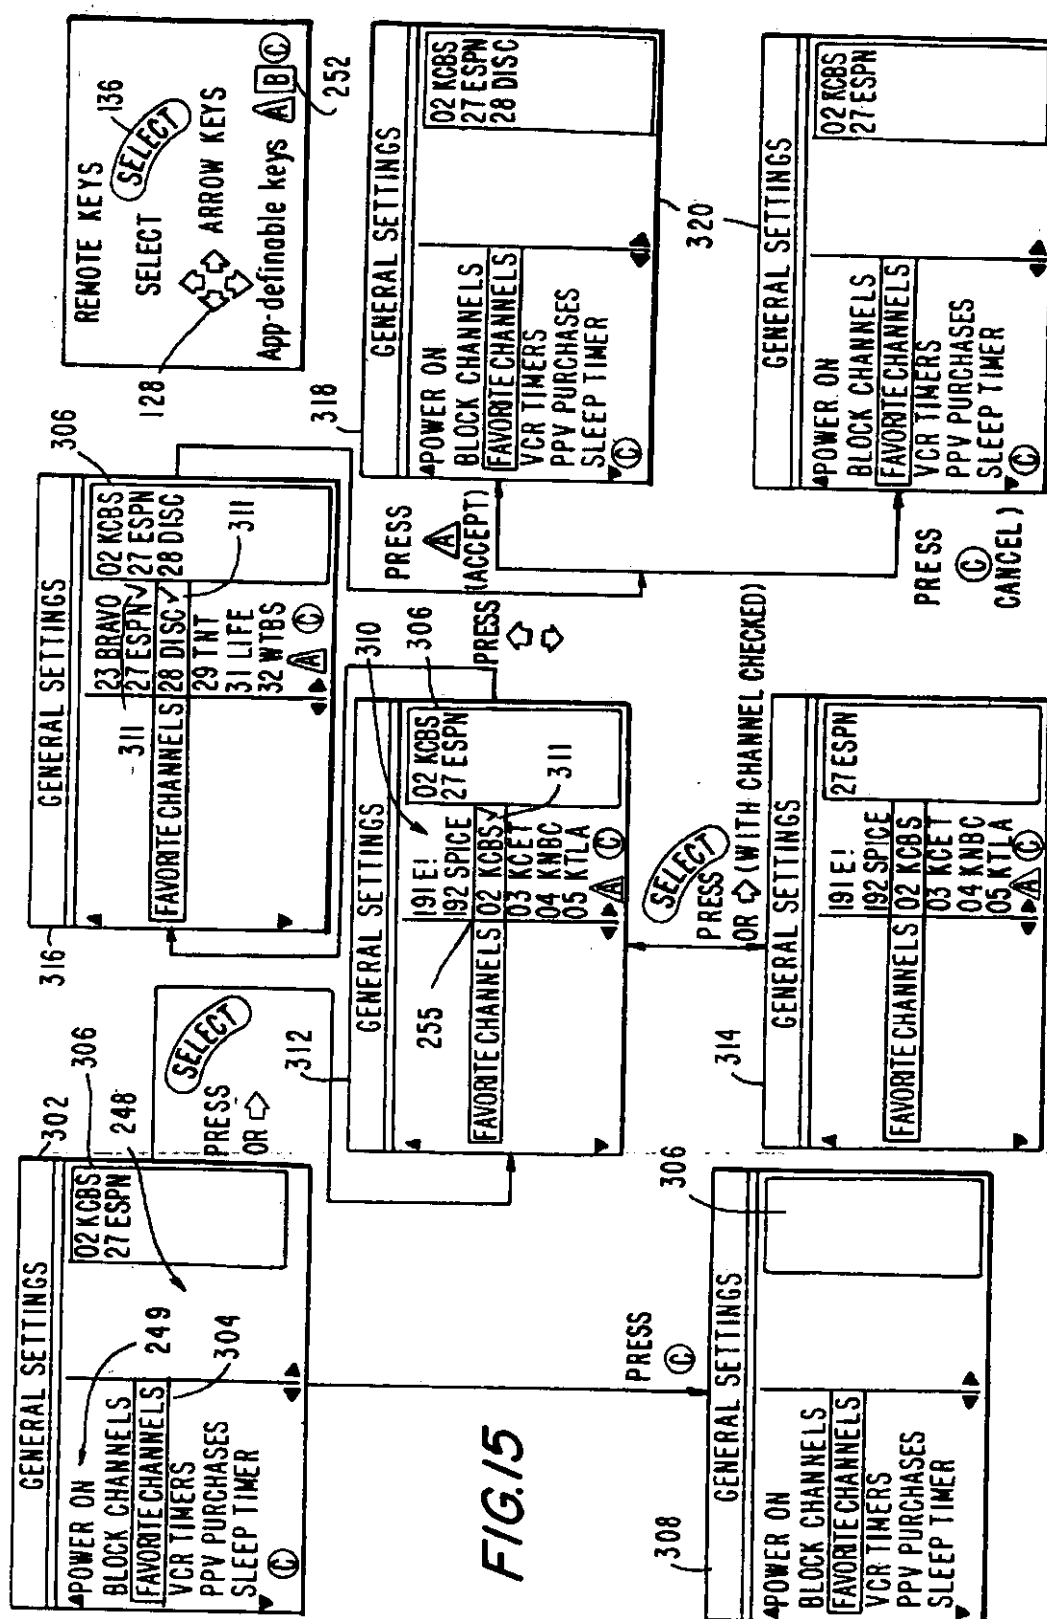 REMOTE KEYS
SELECT
SELECT
136
128
ARROW KEYS
App-definable keys A B C
252
GENERAL SETTINGS
302
POWER ON
BLOCK CHANNELS
FAVORITE CHANNELS
VCR TIMERS
PPV PURCHASES
SLEEP TIMER
C
249
304
248
02 KCBS
27 ESPN
306
PRESS
SELECT
OR
PRESS
C
308
GENERAL SETTINGS
POWER ON
BLOCK CHANNELS
FAVORITE CHANNELS
VCR TIMERS
PPV PURCHASES
SLEEP TIMER
306
312
GENERAL SETTINGS
255
FAVORITE CHANNELS
191 E!
192 SPICE
02 KCBS ✓
03 KCET
04 KNBC
05 KTLA
A C
310
311
02 KCBS
27 ESPN
306
PRESS
SELECT
OR
(WITH CHANNEL CHECKED)
314
GENERAL SETTINGS
FAVORITE CHANNELS
191 E!
192 SPICE
02 KCBS
03 KCET
04 KNBC
05 KTLA
A C
27 ESPN
PRESS
316
GENERAL SETTINGS
311
FAVORITE CHANNELS
23 BRAVO
27 ESPN ✓
28 DISC ✓
29 TNT
31 LIFE
32 WTBS
A C
311
02 KCBS
27 ESPN
28 DISC
306
PRESS
A
(ACCEPT)
318
GENERAL SETTINGS
POWER ON
BLOCK CHANNELS
FAVORITE CHANNELS
VCR TIMERS
PPV PURCHASES
SLEEP TIMER
C
02 KCBS
27 ESPN
28 DISC
320
PRESS
C
CANCEL)
GENERAL SETTINGS
POWER ON
BLOCK CHANNELS
FAVORITE CHANNELS
VCR TIMERS
PPV PURCHASES
SLEEP TIMER
C
02 KCBS
27 ESPN
FIG.15